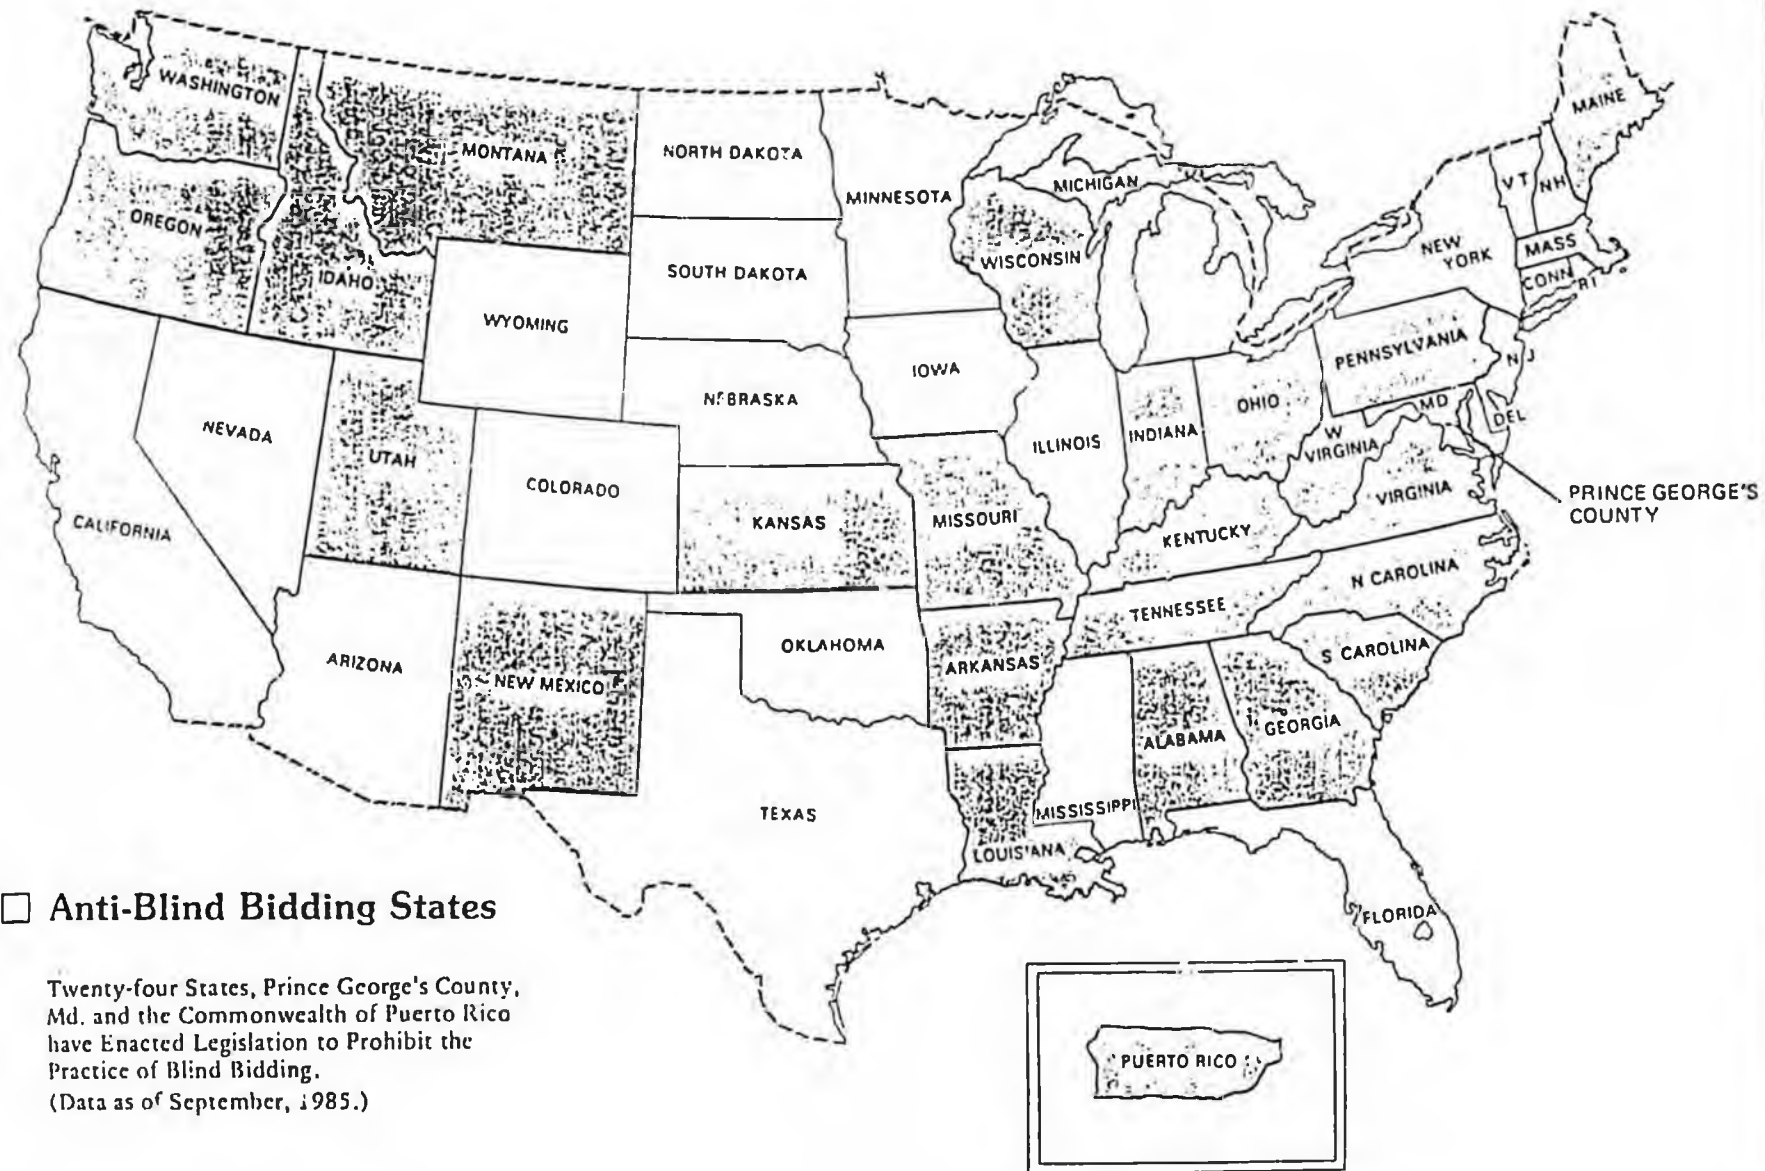 WASHINGTON
MONTANA
NORTH DAKOTA
MINNESOTA
MICHIGAN
MAINE
VT
NH
OREGON
IDAHO
SOUTH DAKOTA
WISCONSIN
NEW
YORK
MASS
CONN
RI
WYOMING
IOWA
PENNSYLVANIA
N J
NEVADA
UTAH
NEBRASKA
ILLINOIS
INDIANA
OHIO
MD
DEL
W
VIRGINIA
VIRGINIA
CALIFORNIA
COLORADO
KANSAS
MISSOURI
KENTUCKY
PRINCE GEORGE'S
COUNTY
ARIZONA
NEW MEXICO
OKLAHOMA
ARKANSAS
TENNESSEE
N CAROLINA
S CAROLINA
TEXAS
MISSISSIPPI
ALABAMA
GEORGIA
LOUISIANA
FLORIDA
PUERTO RICO
Anti-Blind Bidding States
Twenty-four States, Prince George's County,
Md. and the Commonwealth of Puerto Rico
have Enacted Legislation to Prohibit the
Practice of Blind Bidding.
(Data as of September, 1985.)